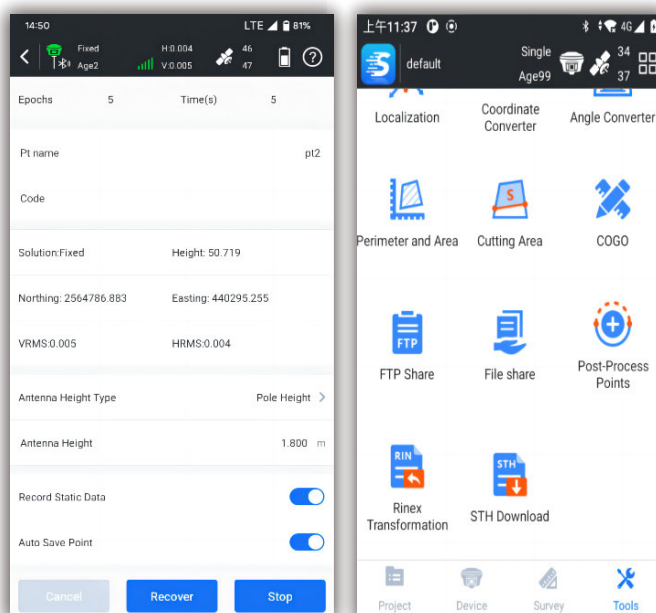 14:50 LTE 81%
Fixed H:0.004 46
Age2 V:0.005 47
Epochs 5 Time(s) 5
Pt name pt2
Code
Solution:Fixed Height: 50.719
Northing: 2564786.883 Easting: 440295.255
VRMS:0.005 HRMS:0.004
Antenna Height Type Pole Height
Antenna Height 1.800 m
Record Static Data
Auto Save Point
Cancel Recover Stop
上午11:37 4G
default Single 34
Age99 37
Localization Coordinate Angle Converter
Converter
S
Perimeter and Area Cutting Area COGO
FTP
FTP Share File share Post-Process
Points
RIN STH
Rinex STH Download
Transformation
Project Device Survey Tools